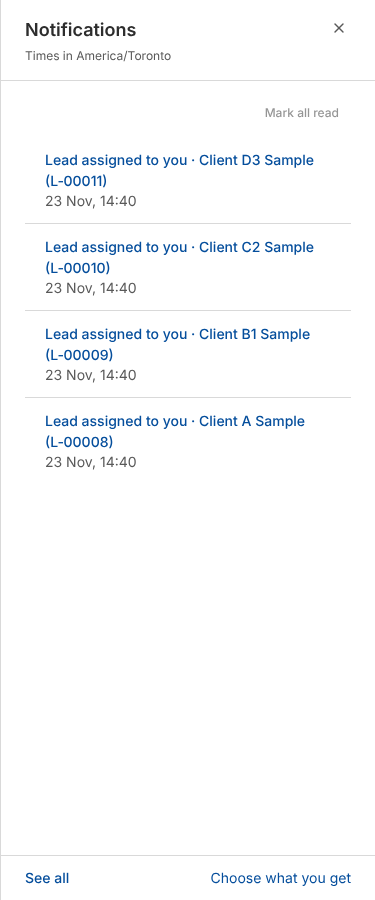 Notifications
Times in America/Toronto
Mark all read
Lead assigned to you · Client D3 Sample
(L-00011)
23 Nov, 14:40
Lead assigned to you · Client C2 Sample
(L-00010)
23 Nov, 14:40
Lead assigned to you · Client B1 Sample
(L-00009)
23 Nov, 14:40
Lead assigned to you · Client A Sample
(L-00008)
23 Nov, 14:40
See all
Choose what you get